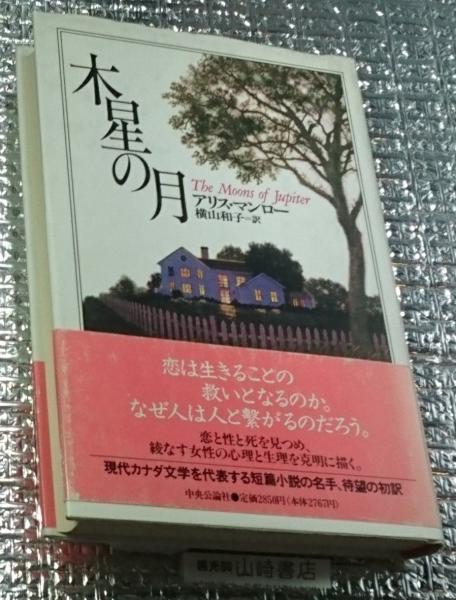 木星の月
The Moons of Jupiter
アリス・マンロー
横山和子=訳
恋は生きることの
救いとなるのか。
なぜ人は人と繋がるのだろう。
恋と性と死を見つめ、
綾なす女性の心理と生理を克明に描く。
現代カナダ文学を代表する短篇小説の名手、待望の初訳
中央公論社●定価2850円(本体2767円)
山崎書店